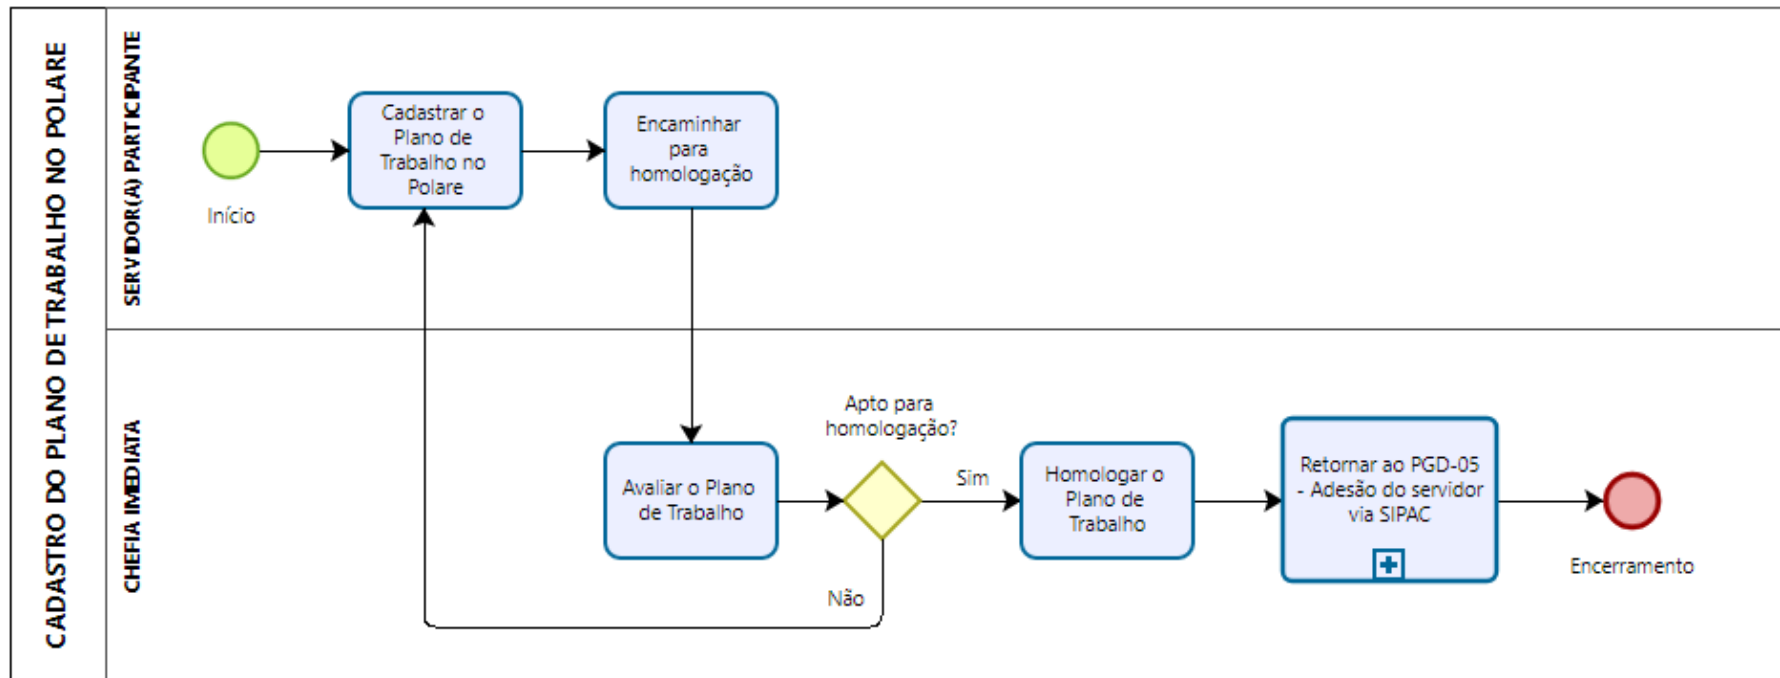 CADASTRO DO PLANO DE TRABALHO NO POLARE
SERVIDOR(A) PARTICIPANTE
Início
Cadastrar o
Plano de
Trabalho no
Polare
Encaminhar
para
homologação
CHEFIA IMEDIATA
Avaliar o Plano
de Trabalho
Apto para
homologação?
Sim
Não
Homologar o
Plano de
Trabalho
Retornar ao PGD-05
- Adesão do servidor
via SIPAC
Encerramento